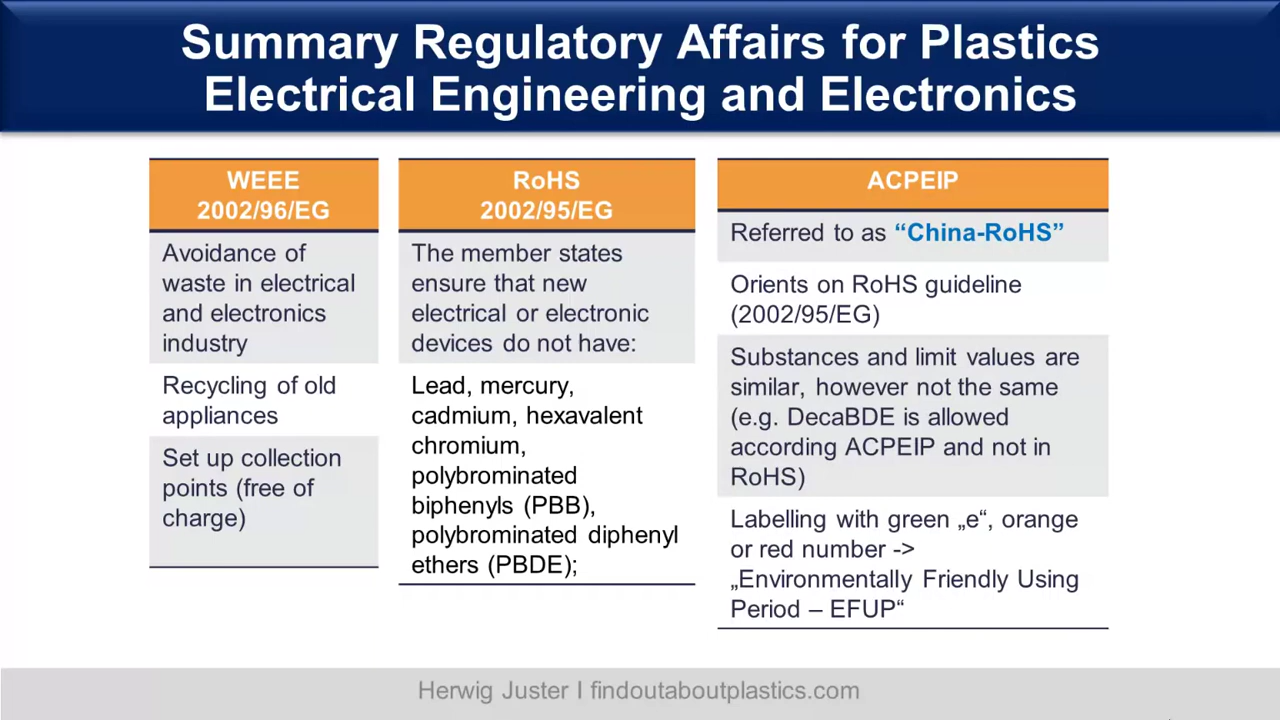 Summary Regulatory Affairs for Plastics
Electrical Engineering and Electronics
WEEE
2002/96/EG
Avoidance of
waste in electrical
and electronics
industry
Recycling of old
appliances
Set up collection
points (free of
charge)
RoHS
2002/95/EG
The member states
ensure that new
electrical or electronic
devices do not have:
Lead, mercury,
cadmium, hexavalent
chromium,
polybrominated
biphenyls (PBB),
polybrominated diphenyl
ethers (PBDE);
ACPEIP
Referred to as “China-RoHS”
Orients on RoHS guideline
(2002/95/EG)
Substances and limit values are
similar, however not the same
(e.g. DecaBDE is allowed
according ACPEIP and not in
RoHS)
Labelling with green „e“, orange
or red number ->
„Environmentally Friendly Using
Period – EFUP“
Herwig Juster I findoutaboutplastics.com